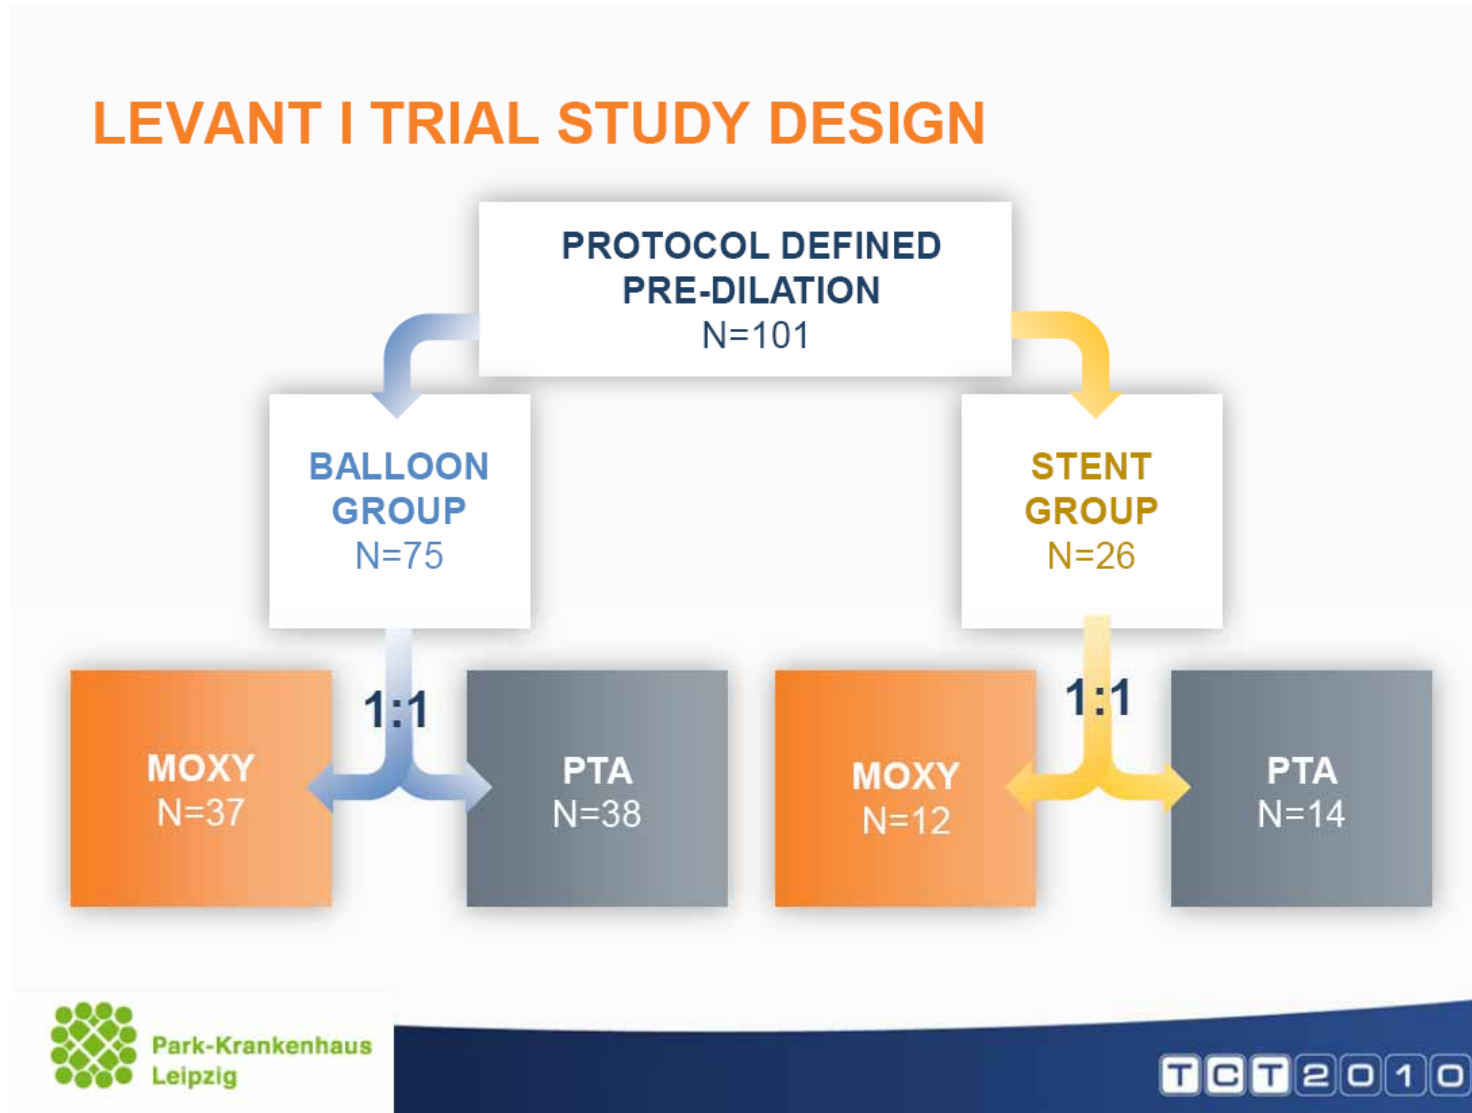 LEVANT I TRIAL STUDY DESIGN
PROTOCOL DEFINED
PRE-DILATION
N=101
BALLOON
GROUP
N=75
STENT
GROUP
N=26
1:1
MOXY
N=37
PTA
N=38
1:1
MOXY
N=12
PTA
N=14
Park-Krankenhaus
Leipzig
TCT2010